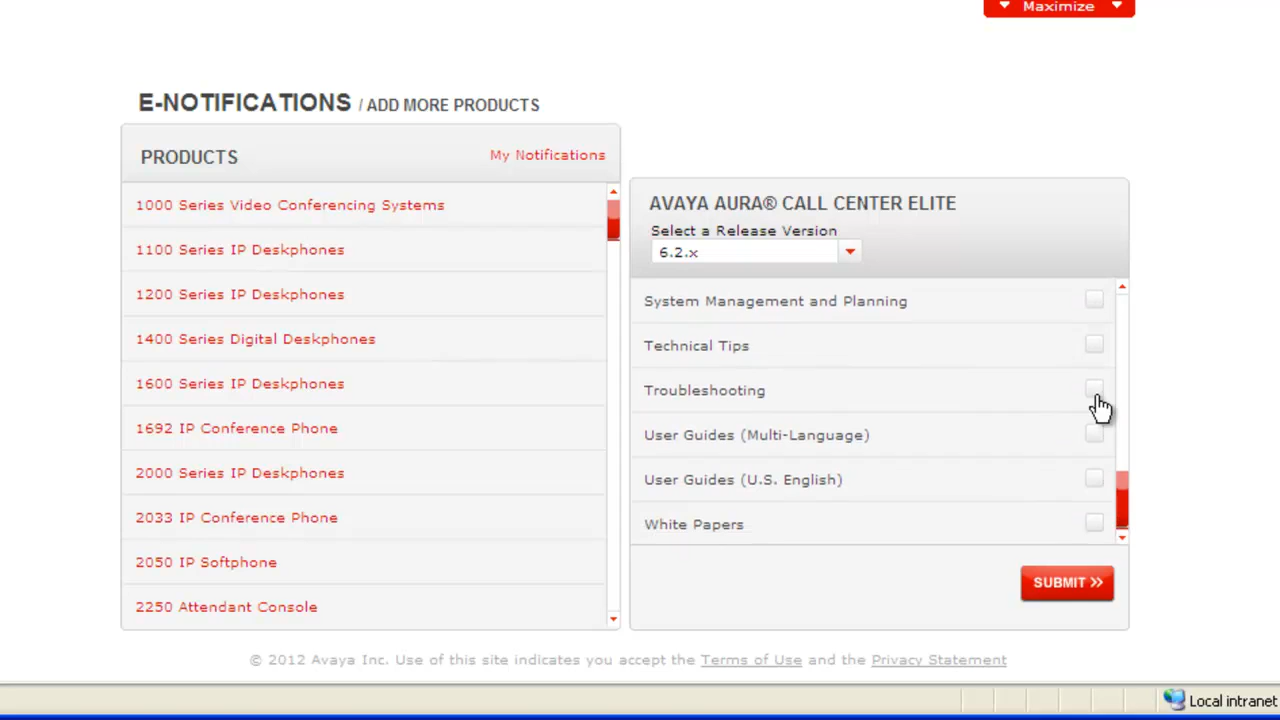 Maximize
E-NOTIFICATIONS / ADD MORE PRODUCTS
PRODUCTS
My Notifications
1000 Series Video Conferencing Systems
1100 Series IP Deskphones
1200 Series IP Deskphones
1400 Series Digital Deskphones
1600 Series IP Deskphones
1692 IP Conference Phone
2000 Series IP Deskphones
2033 IP Conference Phone
2050 IP Softphone
2250 Attendant Console
AVAYA AURA® CALL CENTER ELITE
Select a Release Version
6.2.x
System Management and Planning
Technical Tips
Troubleshooting
User Guides (Multi-Language)
User Guides (U.S. English)
White Papers
SUBMIT >>
© 2012 Avaya Inc. Use of this site indicates you accept the Terms of Use and the Privacy Statement
Local intranet